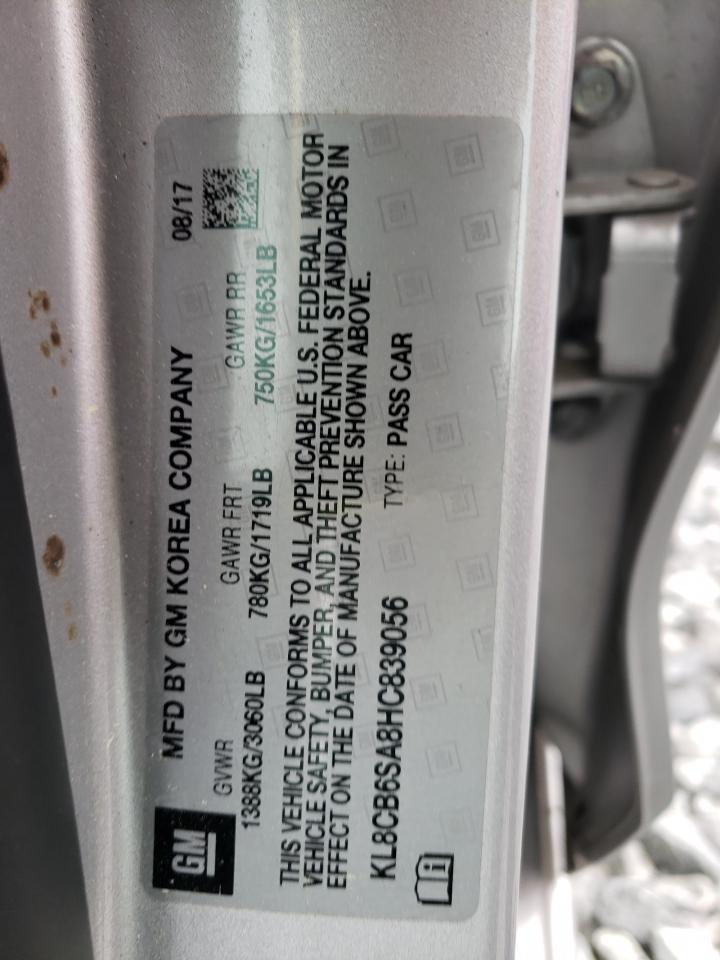 GM
MFD BY GM KOREA COMPANY 08/17
GVWR GAWR FRT GAWR RR
1388KG/3060LB 780KG/1719LB 750KG/1653LB
THIS VEHICLE CONFORMS TO ALL APPLICABLE U.S. FEDERAL MOTOR
VEHICLE SAFETY, BUMPER, AND THEFT PREVENTION STANDARDS IN
EFFECT ON THE DATE OF MANUFACTURE SHOWN ABOVE.
KL8CB6SA8HC839056 TYPE: PASS CAR